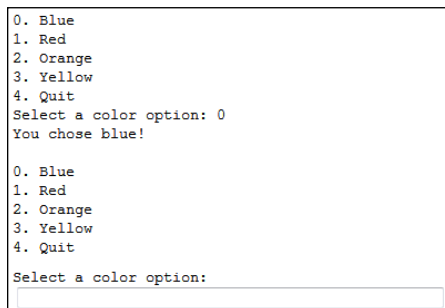 0. Blue
1. Red
2. Orange
3. Yellow
4. Quit
Select a color option: 0
You chose blue!
0. Blue
1. Red
2. Orange
3. Yellow
4. Quit
Select a color option: